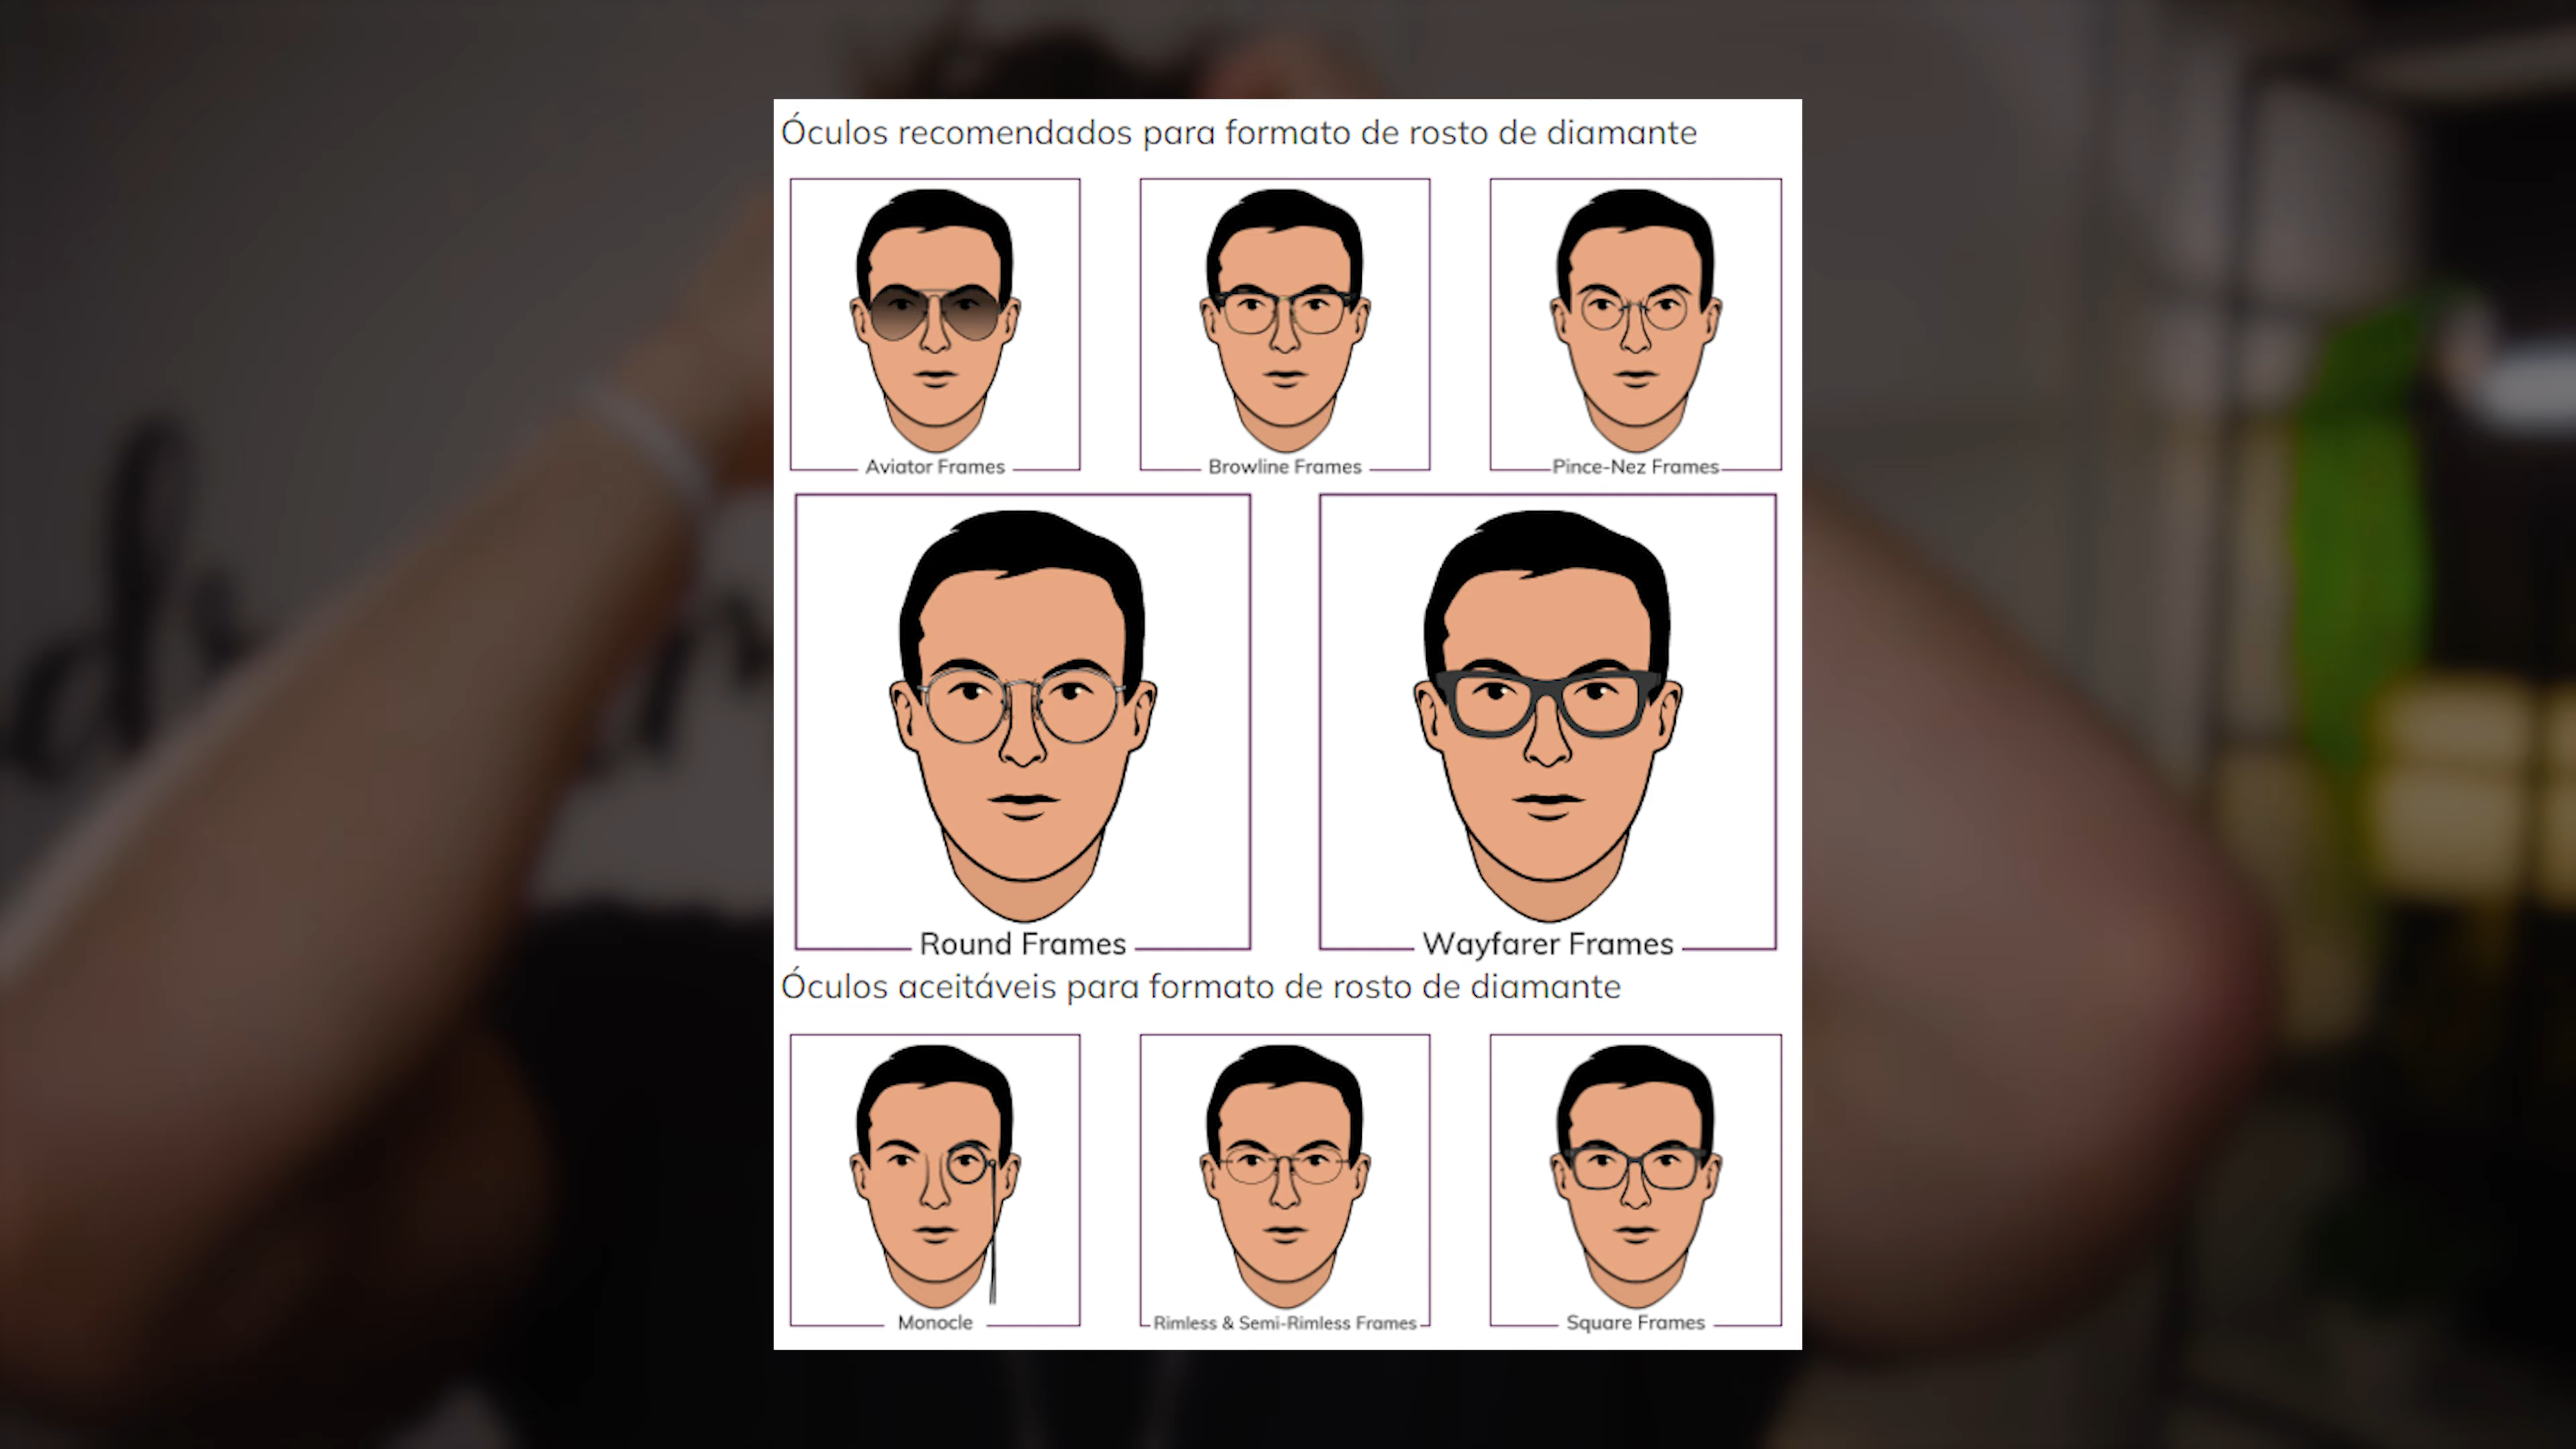 Óculos recomendados para formato de rosto de diamante
Aviator Frames
Browline Frames
Pince-Nez Frames
Round Frames
Wayfarer Frames
Óculos aceitáveis para formato de rosto de diamante
Monocle
Rimless & Semi-Rimless Frames
Square Frames